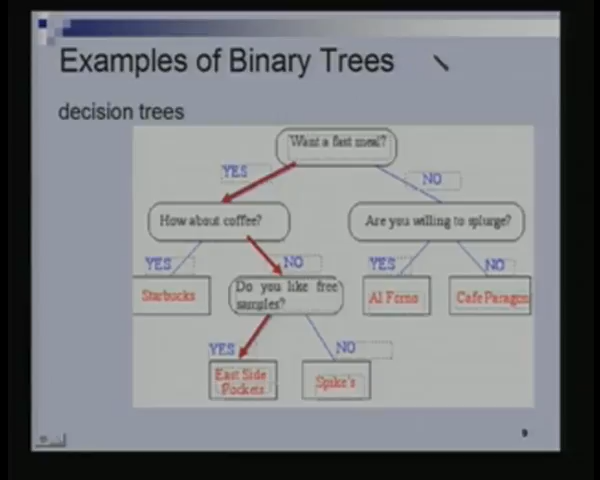 Examples of Binary Trees
decision trees
Want a fast meal?
YES
NO
How about coffee?
Are you willing to splurge?
YES
NO
YES
NO
Starbucks
Do you like free
samples?
Al Forno
Café Paragon
YES
NO
East Side
Pockets
Spike's
9